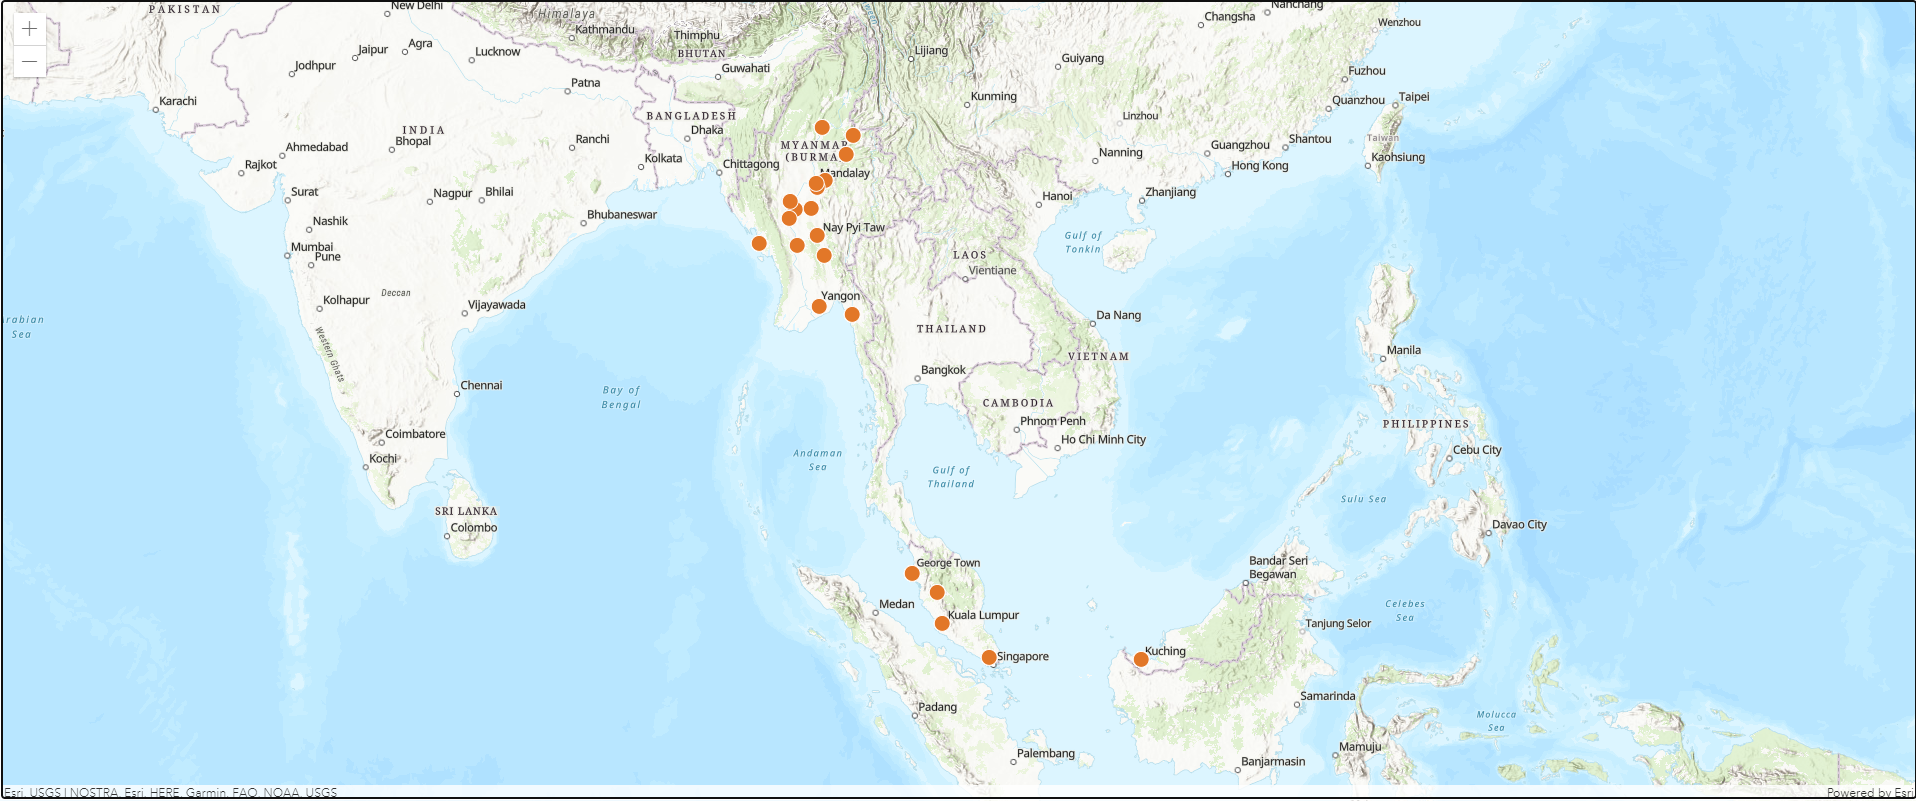 PAKISTAN
New Delhi
Himalaya
Kathmandu
Thimphu
BHUTAN
Lijiang
Changsha
Nanchang
Wenzhou
+
−
Jaipur
Agra
Lucknow
Jodhpur
Guwahati
Guiyang
Fuzhou
Patna
Karachi
Kunming
Quanzhou
Taipei
BANGLADESH
Dhaka
Linzhou
INDIA
Bhopal
Ranchi
Shantou
Taiwan
Ahmedabad
MYANMAR
(BURMA
Guangzhou
Nanning
Kaohsiung
Rajkot
Kolkata
Chittagong
Hong Kong
Mandalay
Surat
Nagpur
Bhilai
Hanoi
Zhanjiang
Nashik
Bhubaneswar
Nay Pyi Taw
Gulf of
Tonkin
Mumbai
Pune
LAOS
Vientiane
Deccan
Kolhapur
Vijayawada
Yangon
Da Nang
Arabian
Sea
THAILAND
Western Ghats
VIETNAM
Manila
Bangkok
Chennai
Bay of
Bengal
CAMBODIA
Phnom Penh
PHILIPPINES
Coimbatore
Ho Chi Minh City
Kochi
Andaman
Sea
Gulf of
Thailand
Cebu City
Sulu Sea
SRI LANKA
Colombo
Davao City
George Town
Bandar Seri
Begawan
Medan
Kuala Lumpur
Celebes
Sea
Tanjung Selor
Singapore
Kuching
Samarinda
Padang
Molucca
Sea
Palembang
Mamuju
Banjarmasin
Esri, USGS | NOSTRA, Esri, HERE, Garmin, FAO, NOAA, USGS
Powered by Esri